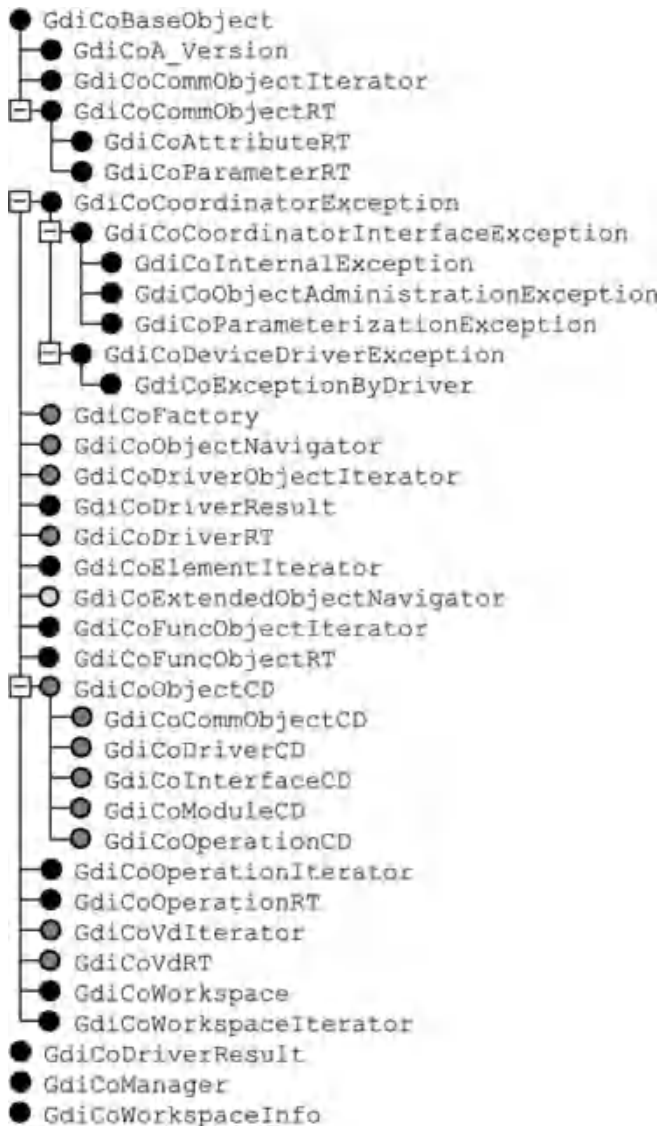 GdiCoBaseObject
GdiCoA_Version
GdiCoCommObjectIterator
GdiCoCommObjectRT
GdiCoAttributeRT
GdiCoParameterRT
GdiCoCoordinatorException
GdiCoCoordinatorInterfaceException
GdiCoInternalException
GdiCoObjectAdministrationException
GdiCoParameterizationException
GdiCoDeviceDriverException
GdiCoExceptionByDriver
GdiCoFactory
GdiCoObjectNavigator
GdiCoDriverObjectIterator
GdiCoDriverResult
GdiCoDriverRT
GdiCoElementIterator
GdiCoExtendedObjectNavigator
GdiCoFuncObjectIterator
GdiCoFuncObjectRT
GdiCoObjectCD
GdiCoCommObjectCD
GdiCoDriverCD
GdiCoInterfaceCD
GdiCoModuleCD
GdiCoOperationCD
GdiCoOperationIterator
GdiCoOperationRT
GdiCoVdIterator
GdiCoVdRT
GdiCoWorkspace
GdiCoWorkspaceIterator
GdiCoDriverResult
GdiCoManager
GdiCoWorkspaceInfo